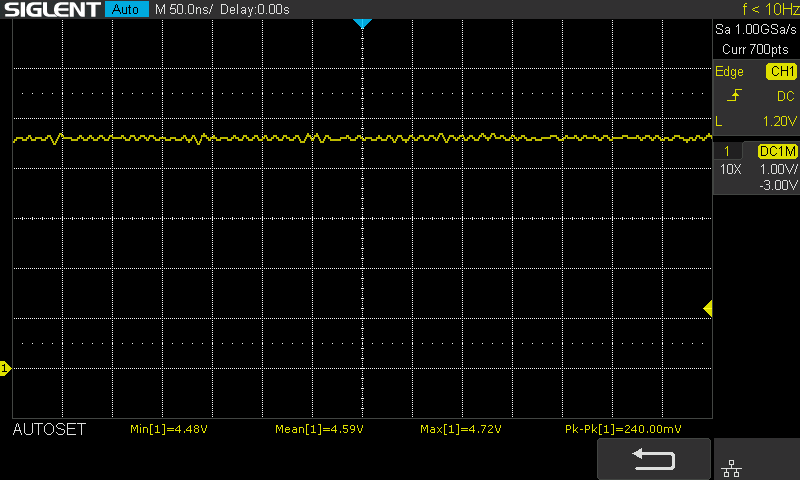 SIGLENT Auto M 50.0ns/ Delay:0.00s f < 10Hz
Sa 1.00GSa/s
Curr 700pts
Edge CH1
DC
L 1.20V
1 DC1M
10X 1.00V/
-3.00V
1
AUTOSET Min[1]=4.48V Mean[1]=4.59V Max[1]=4.72V Pk-Pk[1]=240.00mV